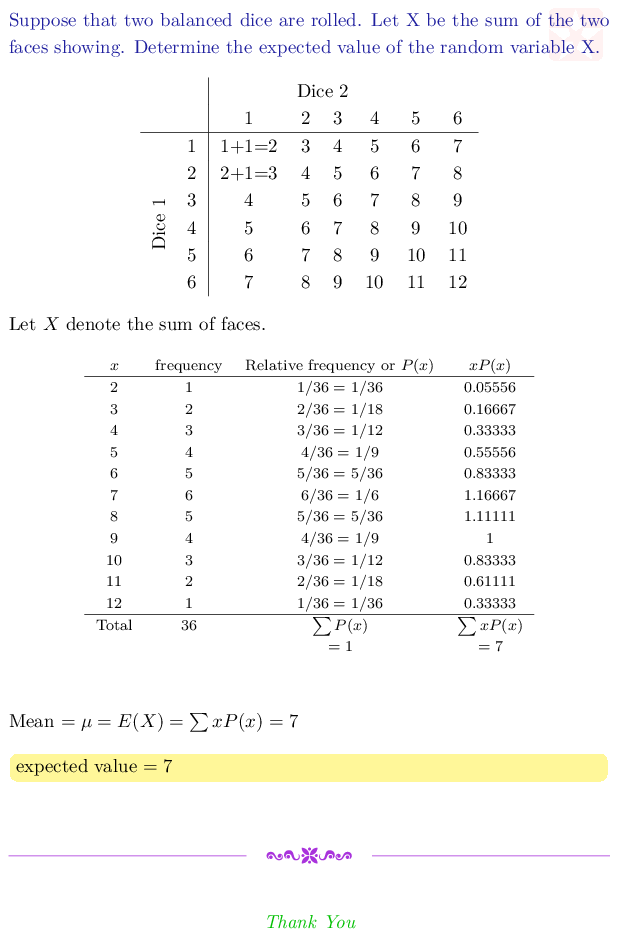 Suppose that two balanced dice are rolled. Let X be the sum of the two
faces showing. Determine the expected value of the random variable X.
Dice 2
1 2 3 4 5 6
Dice 1
1 1+1=2 3 4 5 6 7
2 2+1=3 4 5 6 7 8
3 4 5 6 7 8 9
4 5 6 7 8 9 10
5 6 7 8 9 10 11
6 7 8 9 10 11 12
Let X denote the sum of faces.
x frequency Relative frequency or P(x) xP(x)
2 1 1/36 = 1/36 0.05556
3 2 2/36 = 1/18 0.16667
4 3 3/36 = 1/12 0.33333
5 4 4/36 = 1/9 0.55556
6 5 5/36 = 5/36 0.83333
7 6 6/36 = 1/6 1.16667
8 5 5/36 = 5/36 1.11111
9 4 4/36 = 1/9 1
10 3 3/36 = 1/12 0.83333
11 2 2/36 = 1/18 0.61111
12 1 1/36 = 1/36 0.33333
Total 36 ∑ P(x) ∑ xP(x)
= 1 = 7
Mean = μ = E(X) = ∑ xP(x) = 7
expected value = 7
Thank You